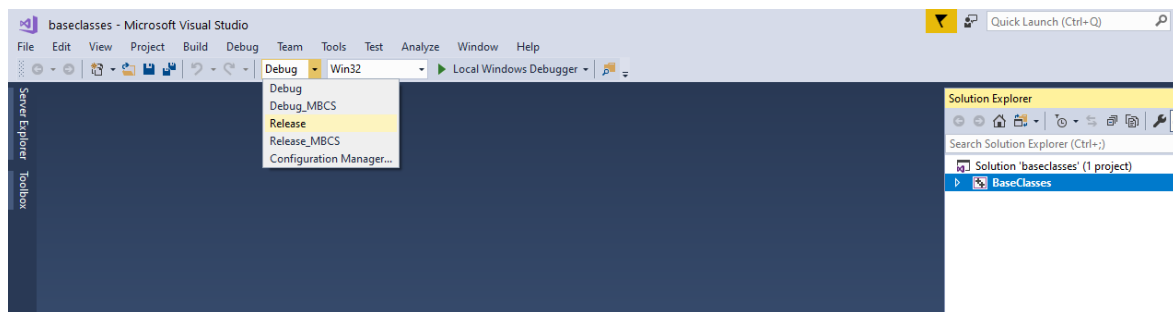 baseclasses - Microsoft Visual Studio
Quick Launch (Ctrl+Q)
File Edit View Project Build Debug Team Tools Test Analyze Window Help
Debug Win32 Local Windows Debugger
Debug
Debug_MBCS
Release
Release_MBCS
Configuration Manager...
Server Explorer
Toolbox
Solution Explorer
Search Solution Explorer (Ctrl+;)
Solution 'baseclasses' (1 project)
BaseClasses